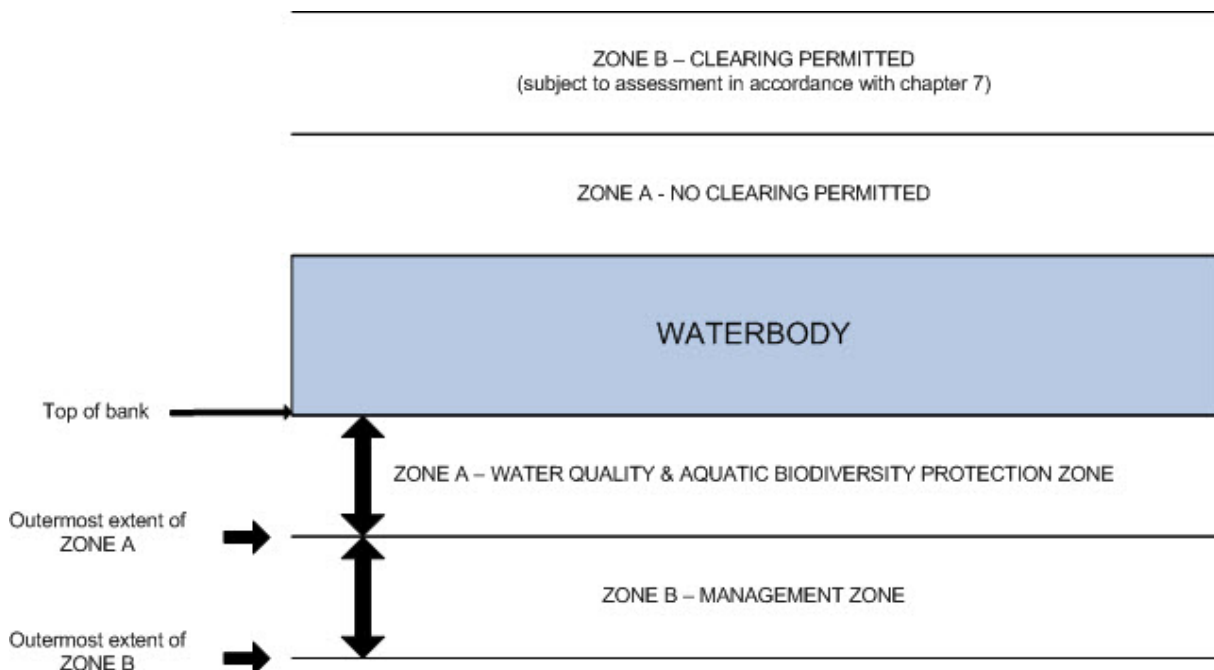 ZONE B – CLEARING PERMITTED
(subject to assessment in accordance with chapter 7)
ZONE A - NO CLEARING PERMITTED
WATERBODY
Top of bank
ZONE A – WATER QUALITY & AQUATIC BIODIVERSITY PROTECTION ZONE
Outermost extent of
ZONE A
ZONE B – MANAGEMENT ZONE
Outermost extent of
ZONE B